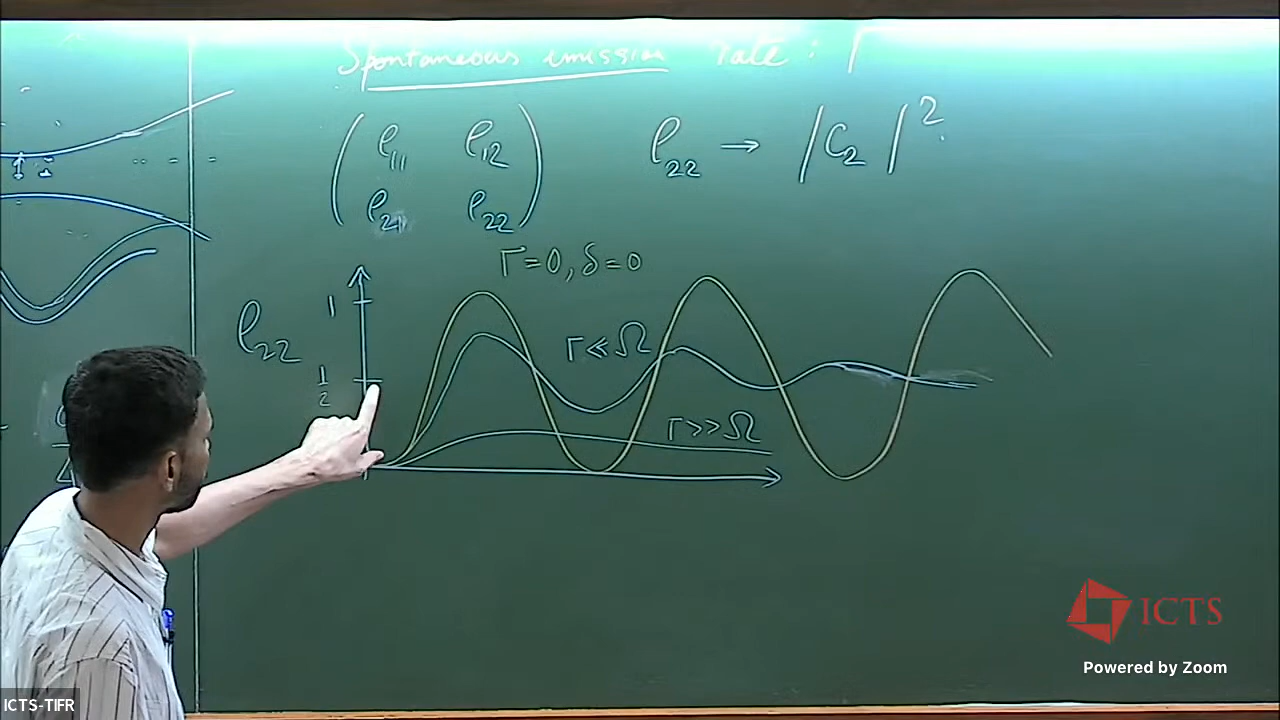 Spontaneous emission rate : Γ
ρ₁₁ ρ₁₂
ρ₂₁ ρ₂₂
ρ₂₂ → |C₂|²
Γ=0, δ=0
1
ρ₂₂
1/2
Γ < Ω
Γ >> Ω
ICTS
Powered by Zoom
ICTS-TIFR